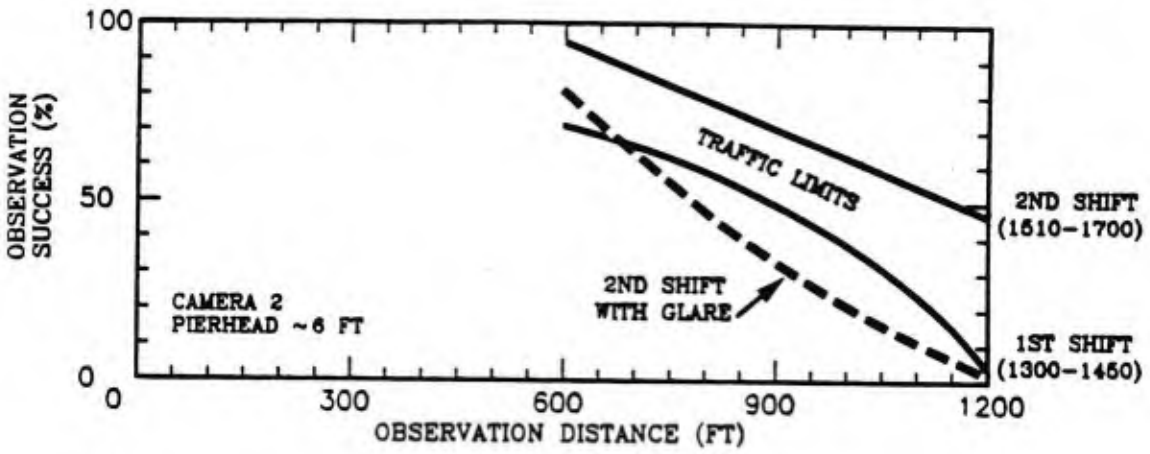 100
50
0
OBSERVATION
SUCCESS (%)
TRAFFIC LIMITS
2ND SHIFT
(1510-1700)
2ND SHIFT
WITH GLARE
CAMERA 2
PIERHEAD ~6 FT
1ST SHIFT
(1300-1450)
0 300 600 900 1200
OBSERVATION DISTANCE (FT)